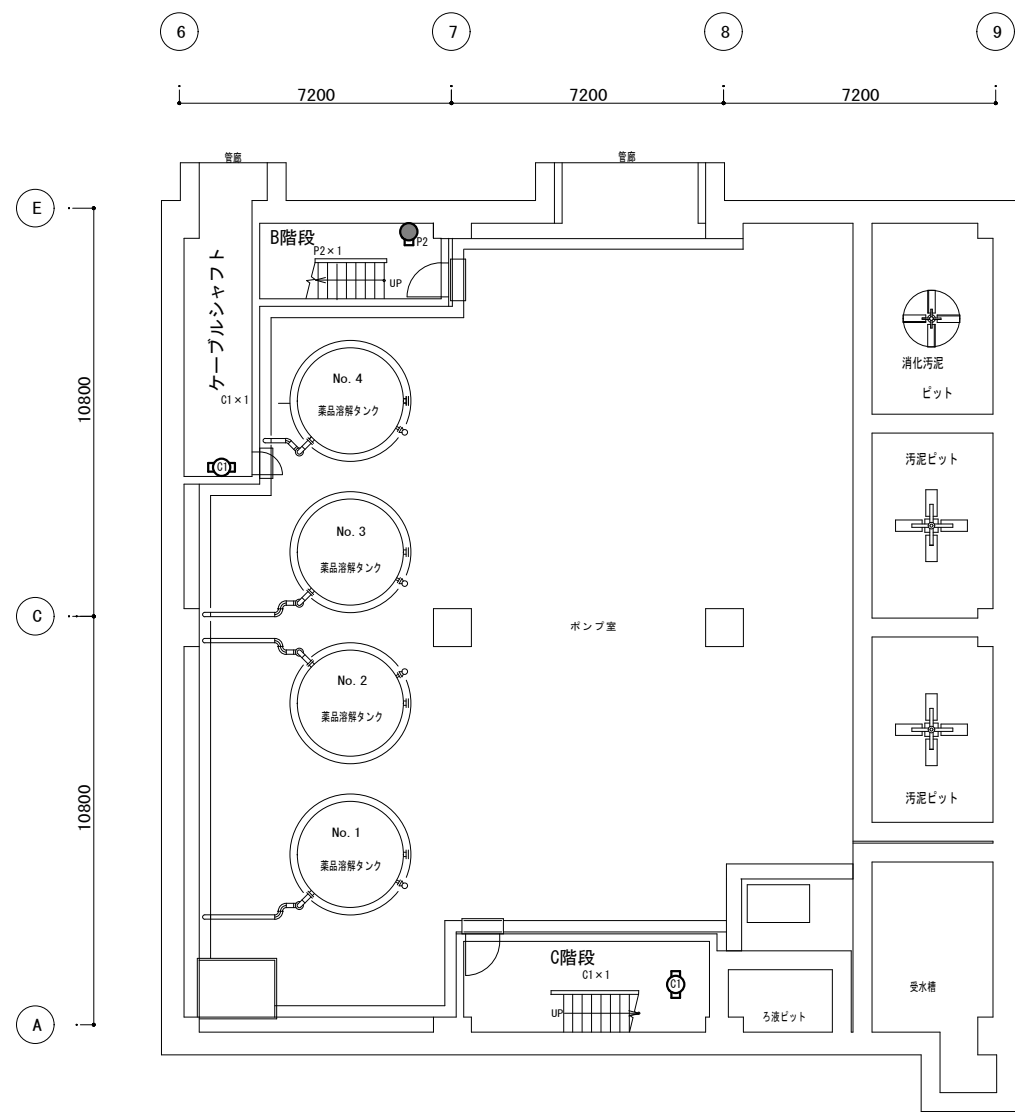 6
7
8
9
7200
7200
7200
管廊
管廊
E
B階段
P2×1
P2
UP
ケーブルシャフト
C1×1
C1
10800
No. 4
薬品溶解タンク
消化汚泥
ピット
汚泥ピット
No. 3
薬品溶解タンク
C
ポンプ室
No. 2
薬品溶解タンク
汚泥ピット
10800
No. 1
薬品溶解タンク
C階段
C1×1
C1
UP
受水槽
ろ液ピット
A